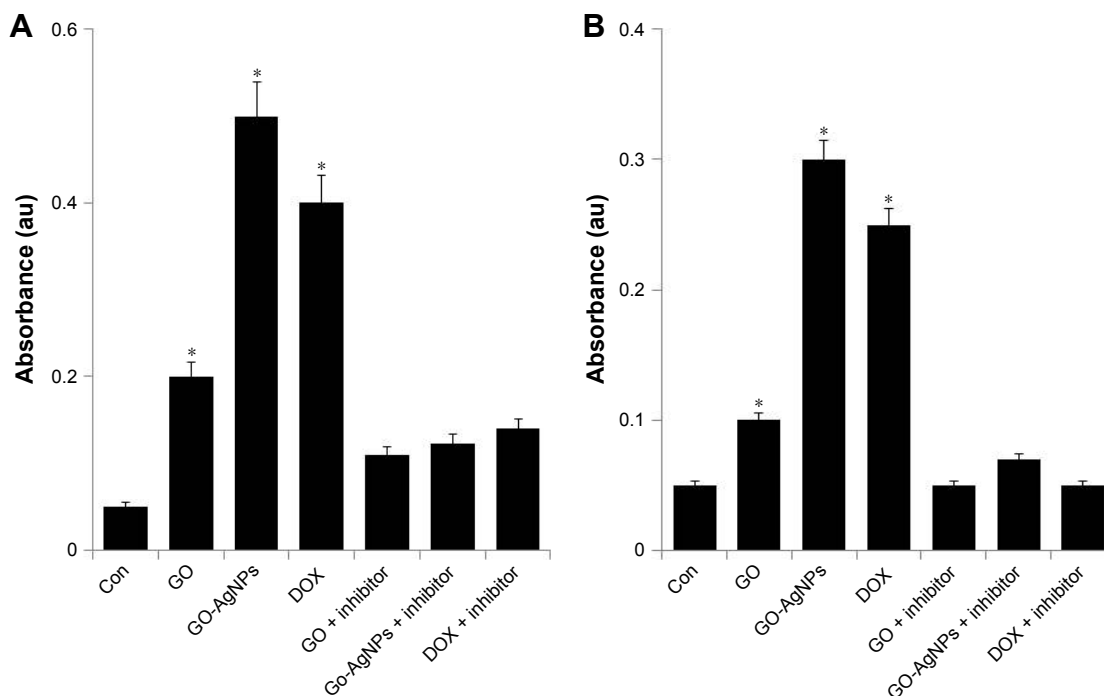 A
Absorbance (au)
0.6
0.4
0.2
0
*
*
*
Con
GO
GO-AgNPs
DOX
GO + inhibitor
Go-AgNPs + inhibitor
DOX + inhibitor
B
Absorbance (au)
0.4
0.3
0.2
0.1
0
*
*
*
Con
GO
GO-AgNPs
DOX
GO + inhibitor
GO-AgNPs + inhibitor
DOX + inhibitor